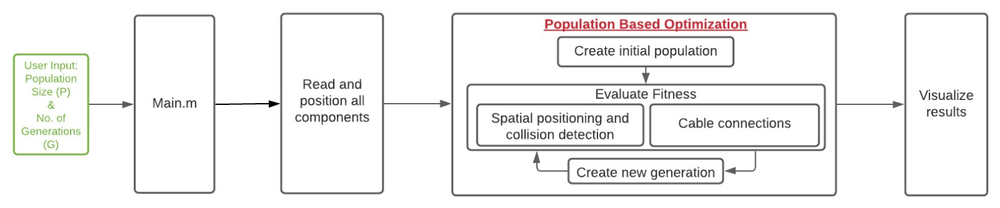 User Input:
Population
Size (P)
&
No. of
Generations
(G)
Main.m
Read and
position all
components
Population Based Optimization
Create initial population
Evaluate Fitness
Spatial positioning and
collision detection
Cable connections
Create new generation
Visualize
results